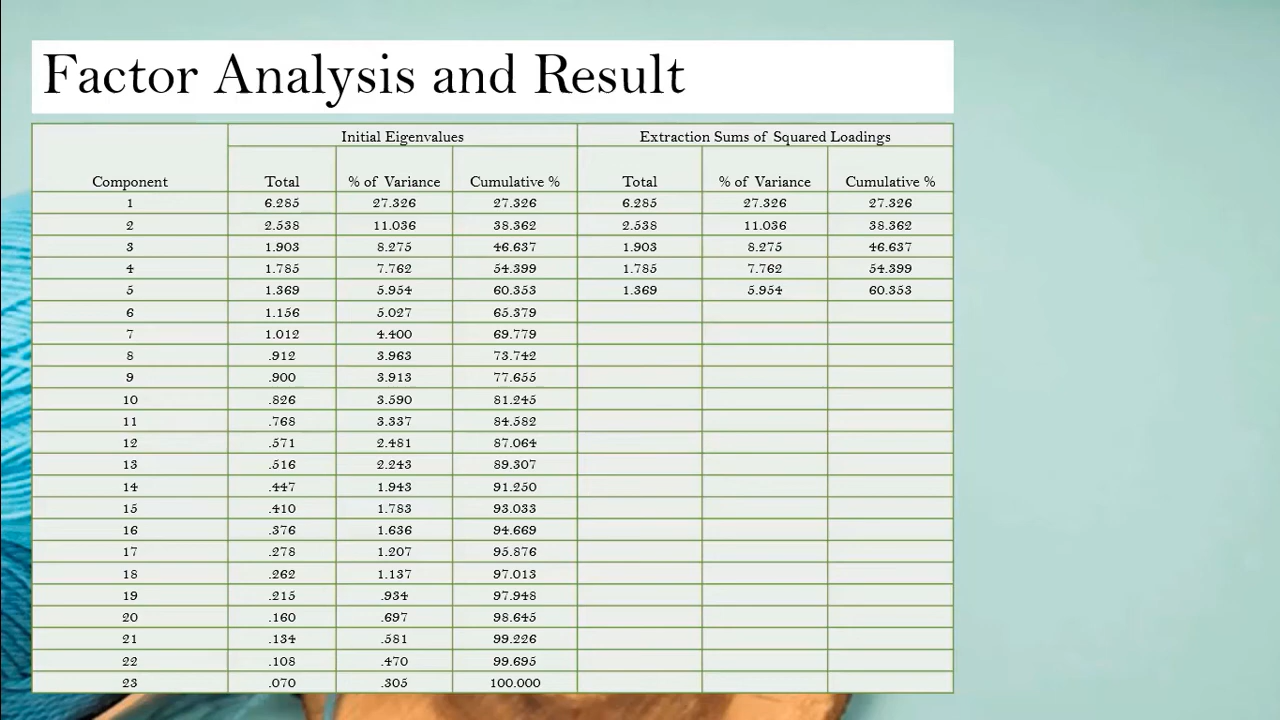 Factor Analysis and Result
Initial Eigenvalues Extraction Sums of Squared Loadings
Component Total % of Variance Cumulative % Total % of Variance Cumulative %
1 6.285 27.326 27.326 6.285 27.326 27.326
2 2.538 11.036 38.362 2.538 11.036 38.362
3 1.903 8.275 46.637 1.903 8.275 46.637
4 1.785 7.762 54.399 1.785 7.762 54.399
5 1.369 5.954 60.353 1.369 5.954 60.353
6 1.156 5.027 65.379
7 1.012 4.400 69.779
8 .912 3.963 73.742
9 .900 3.913 77.655
10 .826 3.590 81.245
11 .768 3.337 84.582
12 .571 2.481 87.064
13 .516 2.243 89.307
14 .447 1.943 91.250
15 .410 1.783 93.033
16 .376 1.636 94.669
17 .278 1.207 95.876
18 .262 1.137 97.013
19 .215 .934 97.948
20 .160 .697 98.645
21 .134 .581 99.226
22 .108 .470 99.695
23 .070 .305 100.000